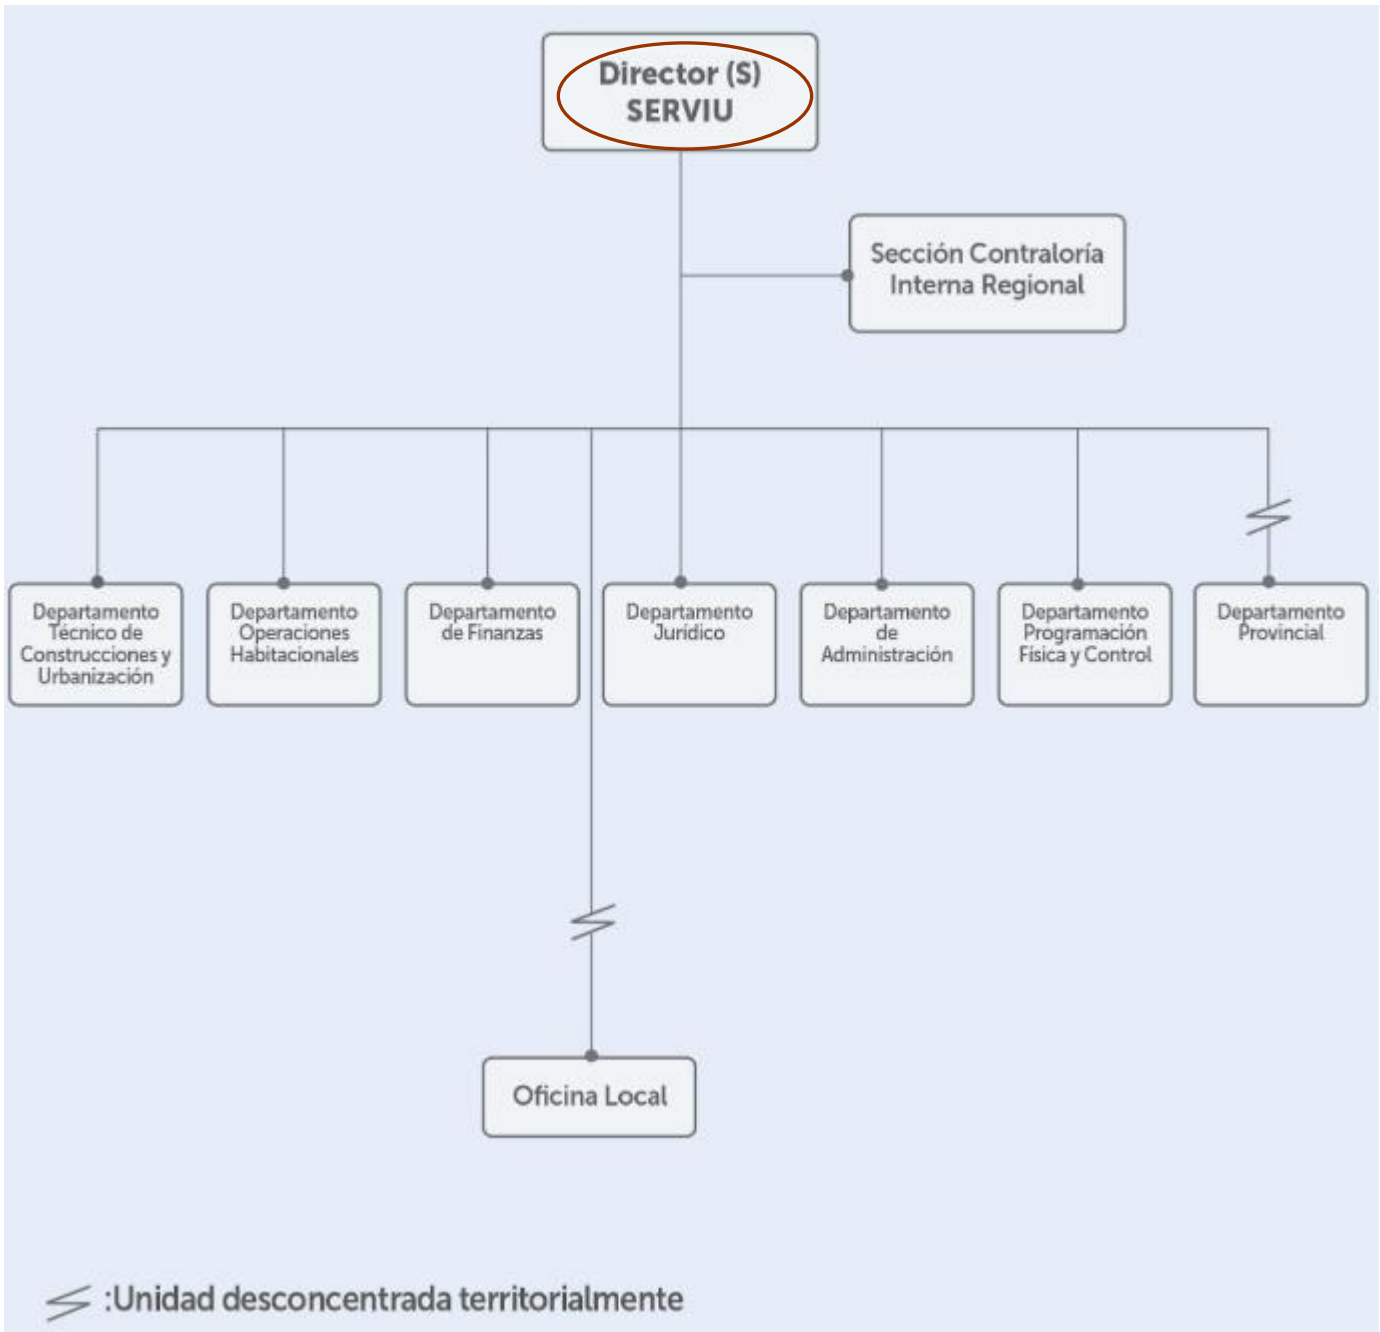 Director (S)
SERVIU
Sección Contraloría
Interna Regional
Departamento
Técnico de
Construcciones y
Urbanización
Departamento
Operaciones
Habitacionales
Departamento
de Finanzas
Departamento
Jurídico
Departamento
de
Administración
Departamento
Programación
Física y Control
Departamento
Provincial
Oficina Local
:Unidad desconcentrada territorialmente